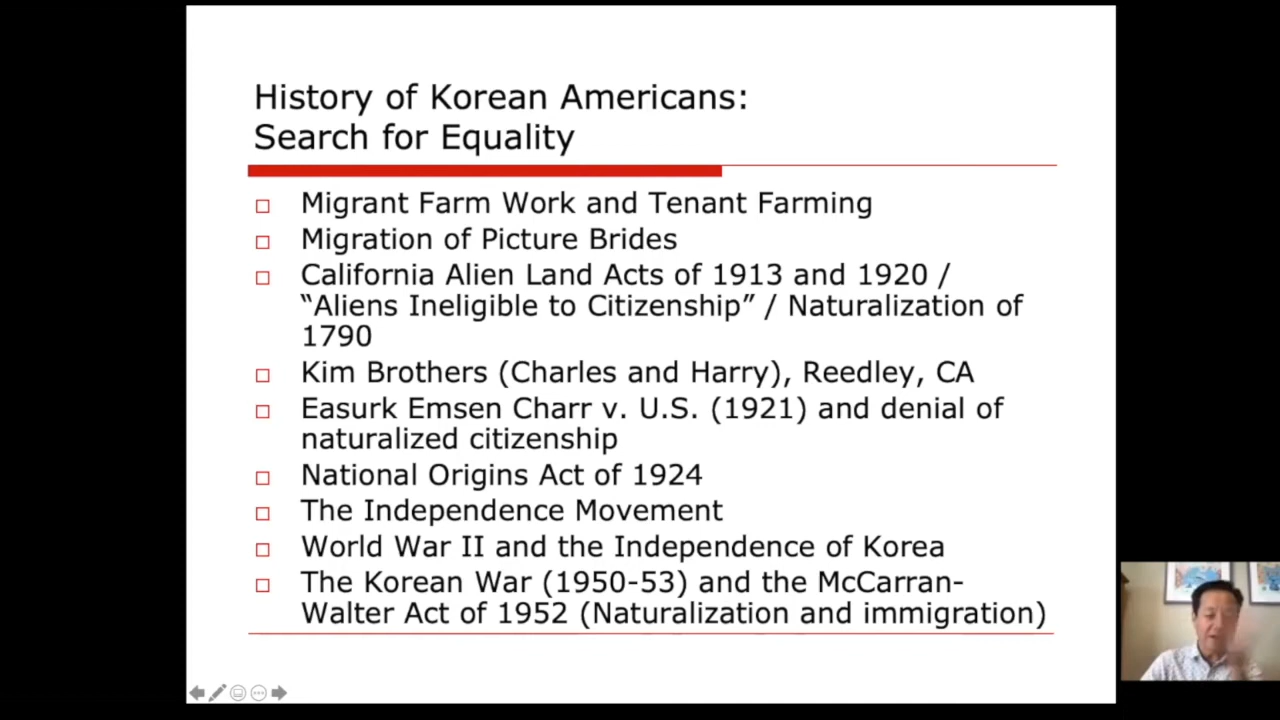 History of Korean Americans:
Search for Equality
Migrant Farm Work and Tenant Farming
Migration of Picture Brides
California Alien Land Acts of 1913 and 1920 /
“Aliens Ineligible to Citizenship” / Naturalization of
1790
Kim Brothers (Charles and Harry), Reedley, CA
Easurk Emsen Charr v. U.S. (1921) and denial of
naturalized citizenship
National Origins Act of 1924
The Independence Movement
World War II and the Independence of Korea
The Korean War (1950-53) and the McCarran-
Walter Act of 1952 (Naturalization and immigration)